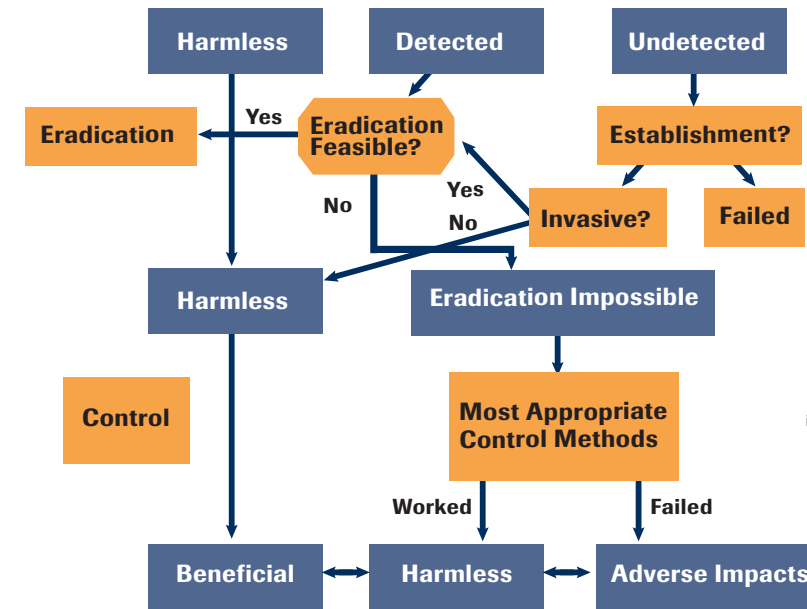 Harmless
Detected
Undetected
Eradication
Yes
Eradication
Feasible?
Establishment?
No
Yes
No
Invasive?
Failed
Harmless
Eradication Impossible
Control
Most Appropriate
Control Methods
Worked
Failed
Beneficial
Harmless
Adverse Impacts